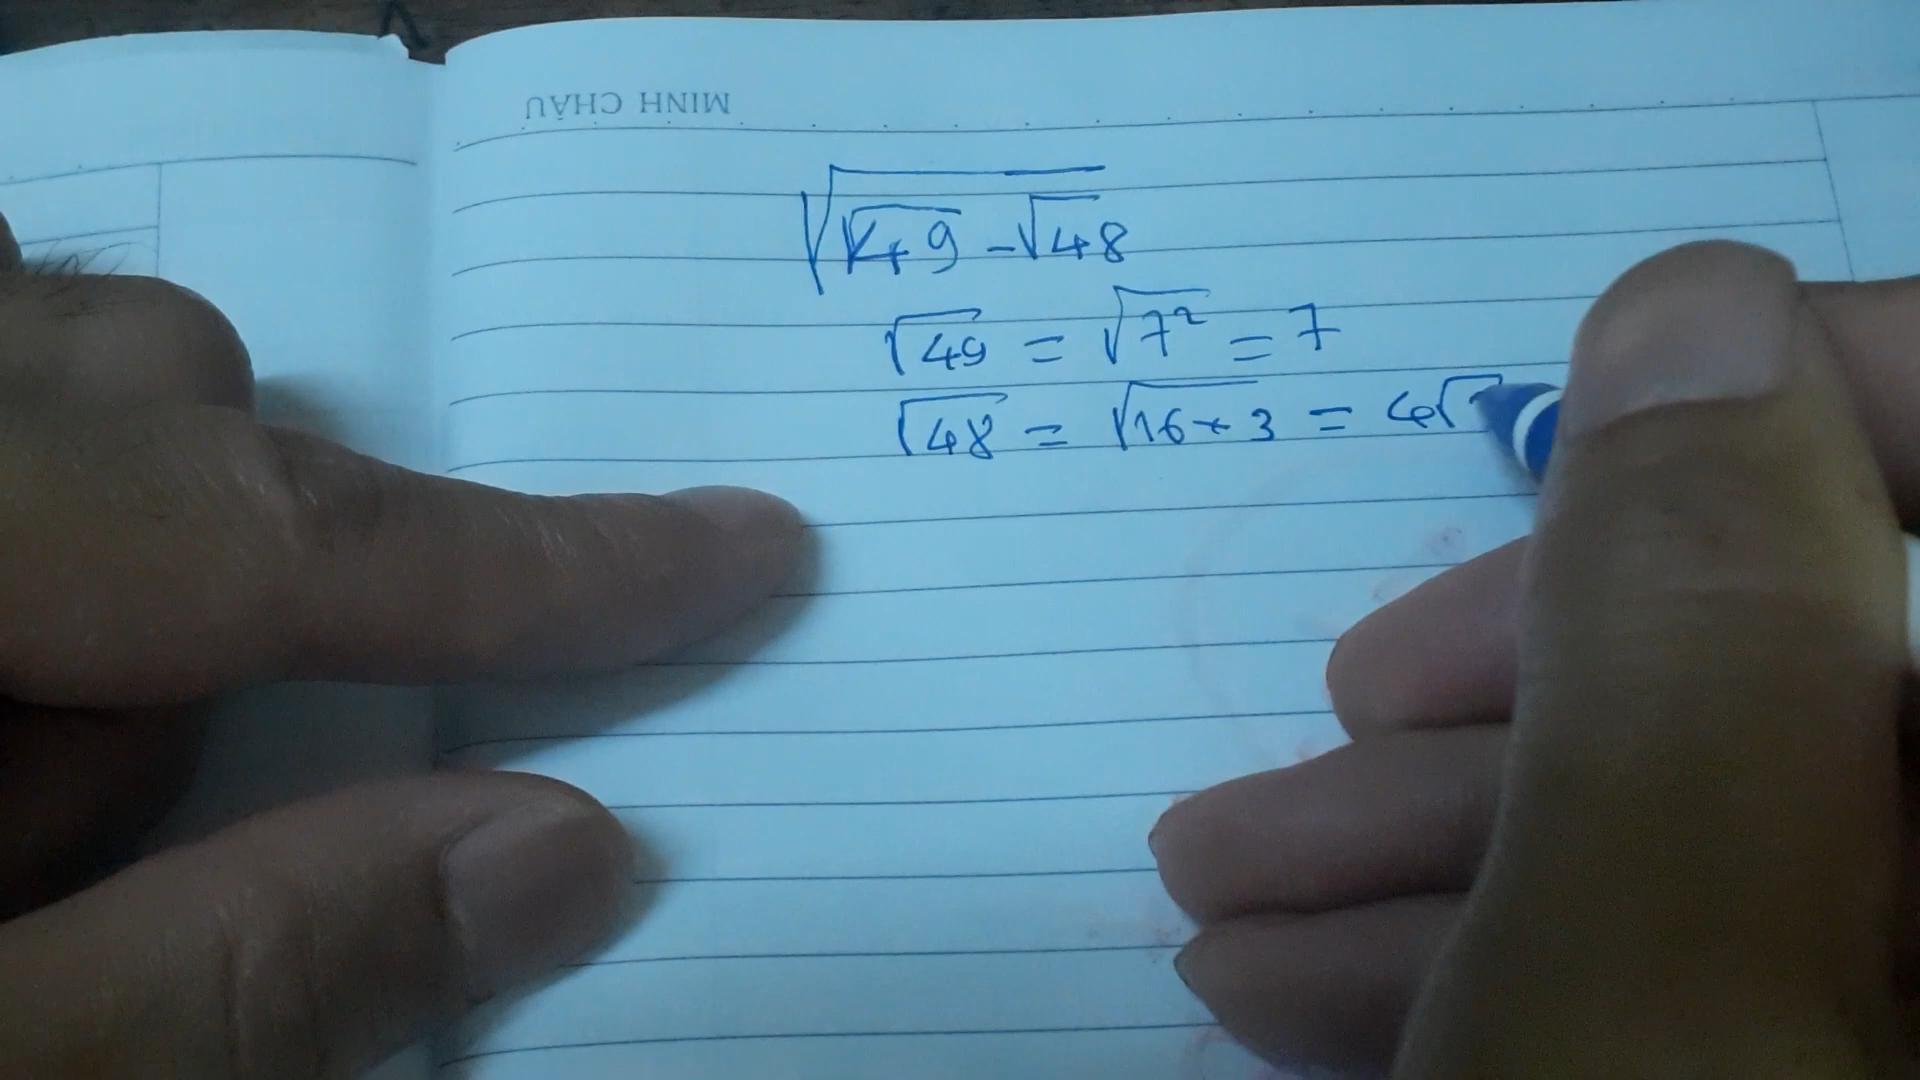 MINH CHÂU
√(√49 - √48)
√49 = √7² = 7
√48 = √16 * 3 = 4√